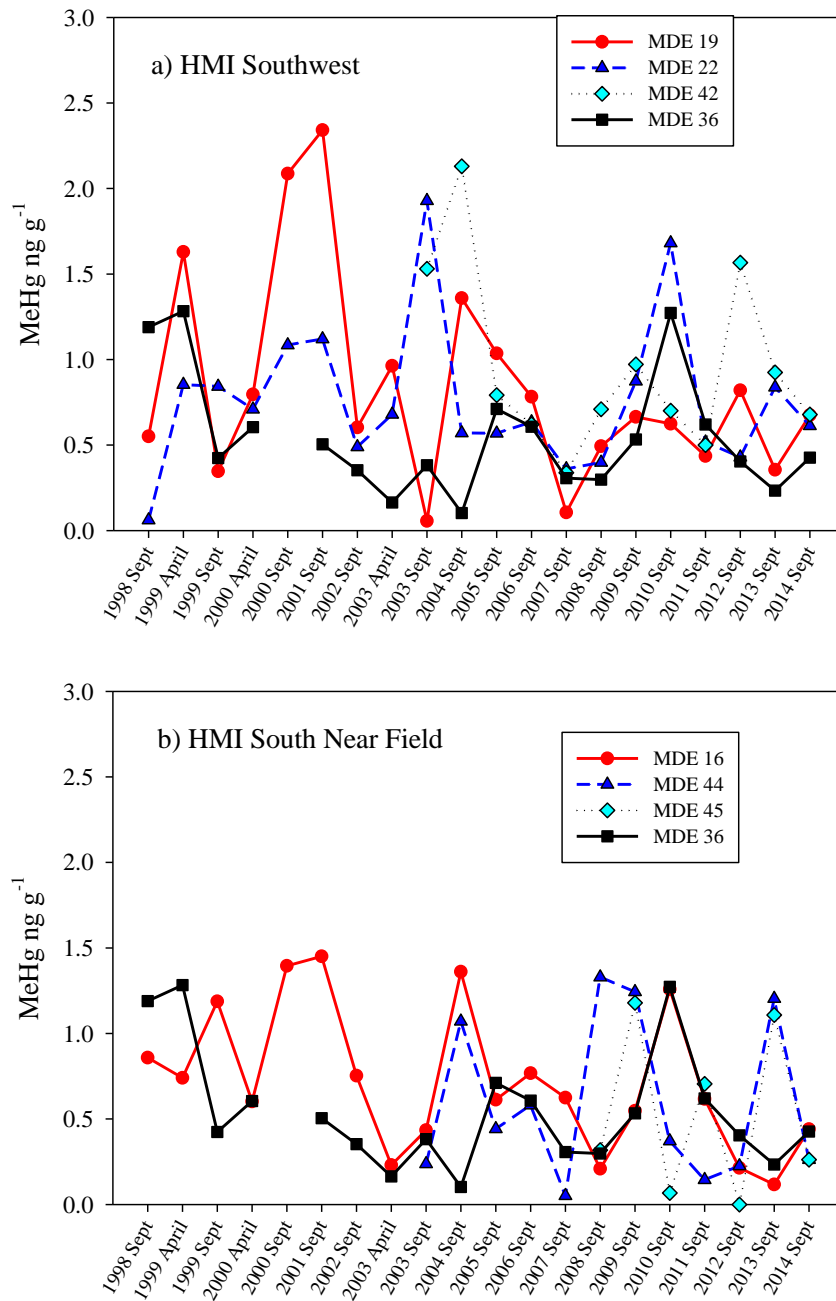 3.0
a) HMI Southwest
MDE 19
MDE 22
MDE 42
MDE 36
2.5
2.0
1.5
1.0
0.5
0.0
MeHg ng g⁻¹
1998 Sept
1999 April
1999 Sept
2000 April
2000 Sept
2001 Sept
2002 Sept
2003 April
2003 Sept
2004 Sept
2005 Sept
2006 Sept
2007 Sept
2008 Sept
2009 Sept
2010 Sept
2011 Sept
2012 Sept
2013 Sept
2014 Sept
3.0
b) HMI South Near Field
MDE 16
MDE 44
MDE 45
MDE 36
2.5
2.0
1.5
1.0
0.5
0.0
MeHg ng g⁻¹
1998 Sept
1999 April
1999 Sept
2000 April
2000 Sept
2001 Sept
2002 Sept
2003 April
2003 Sept
2004 Sept
2005 Sept
2006 Sept
2007 Sept
2008 Sept
2009 Sept
2010 Sept
2011 Sept
2012 Sept
2013 Sept
2014 Sept